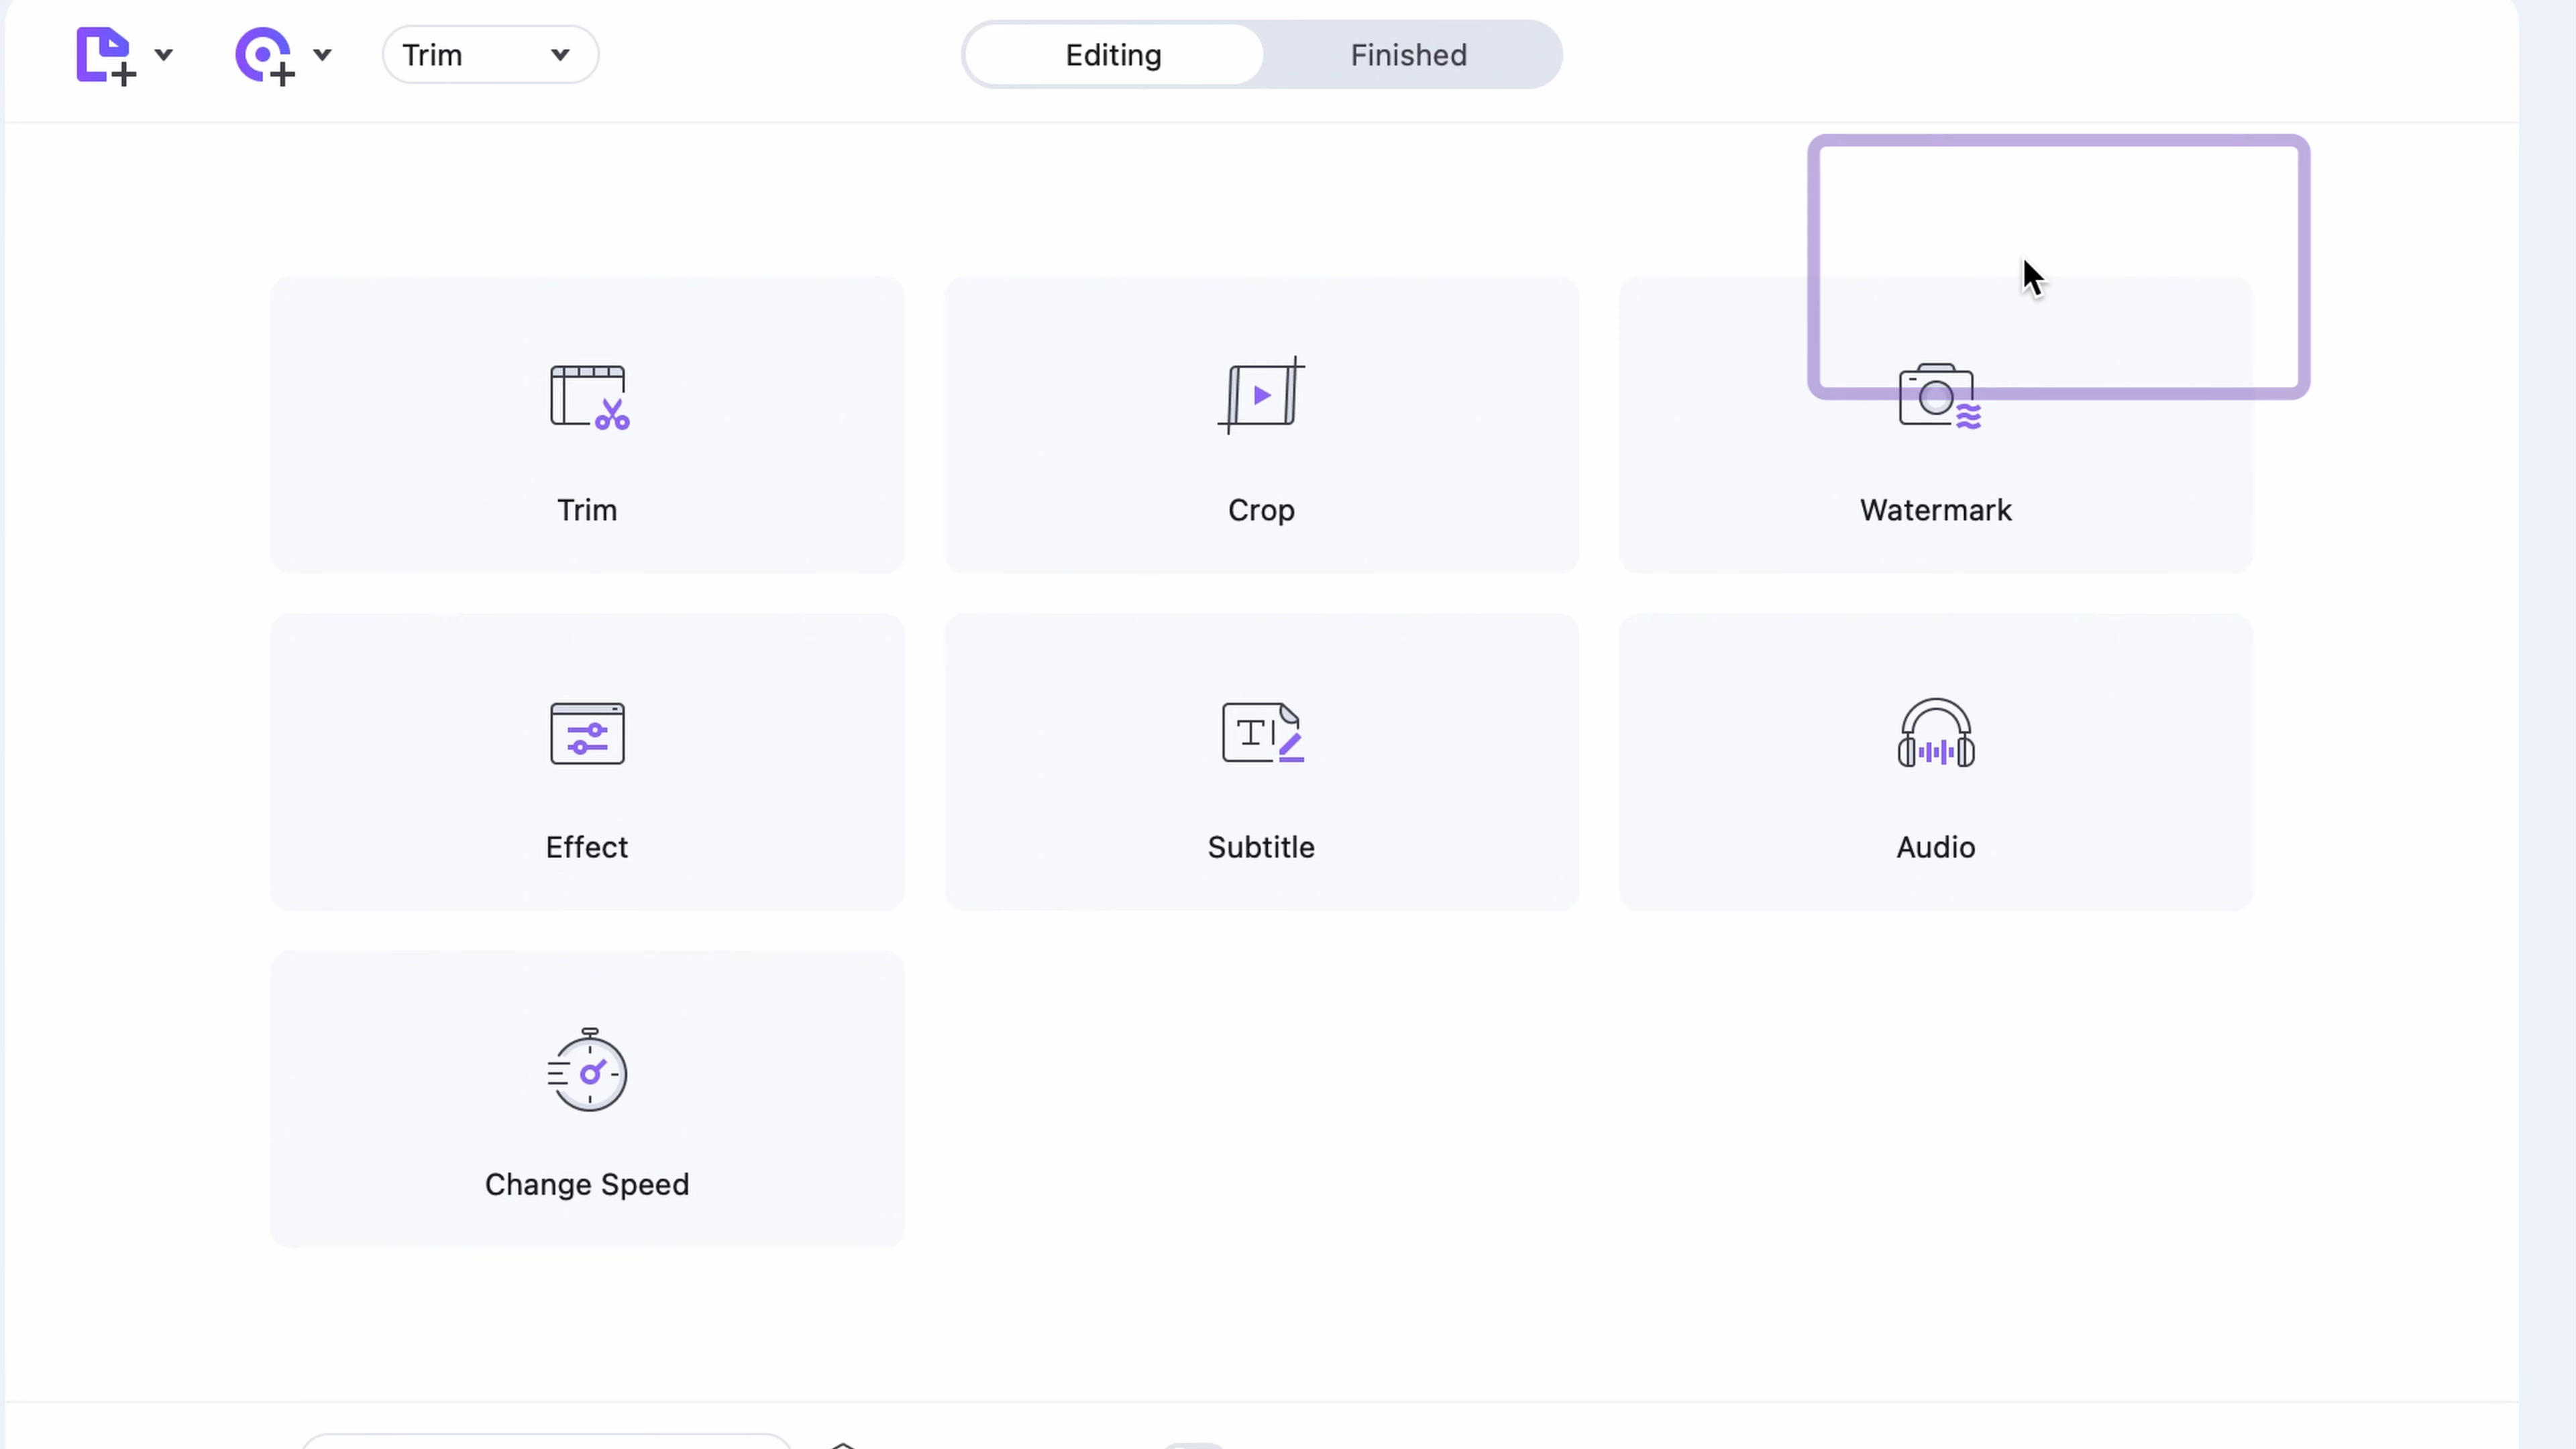 Trim
Editing
Finished
Trim
Crop
Watermark
Effect
Subtitle
Audio
Change Speed